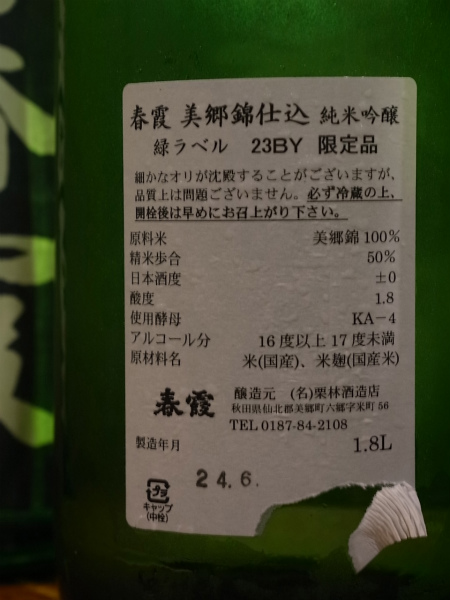 春霞 美郷錦仕込 純米吟醸
緑ラベル 23BY 限定品
細かなオリが沈殿することがございますが、
品質上は問題ございません。必ず冷蔵の上、
開栓後は早めにお召上がり下さい。
原料米 美郷錦100%
精米歩合 50%
日本酒度 ±0
酸度 1.8
使用酵母 KA-4
アルコール分 16度以上17度未満
原材料名 米(国産)、米麹(国産米)
春霞 醸造元 (名)栗林酒造店
秋田県仙北郡美郷町六郷字米町56
TEL 0187-84-2108
製造年月 1.8L
24.6.
プラ
キャップ
(中栓)